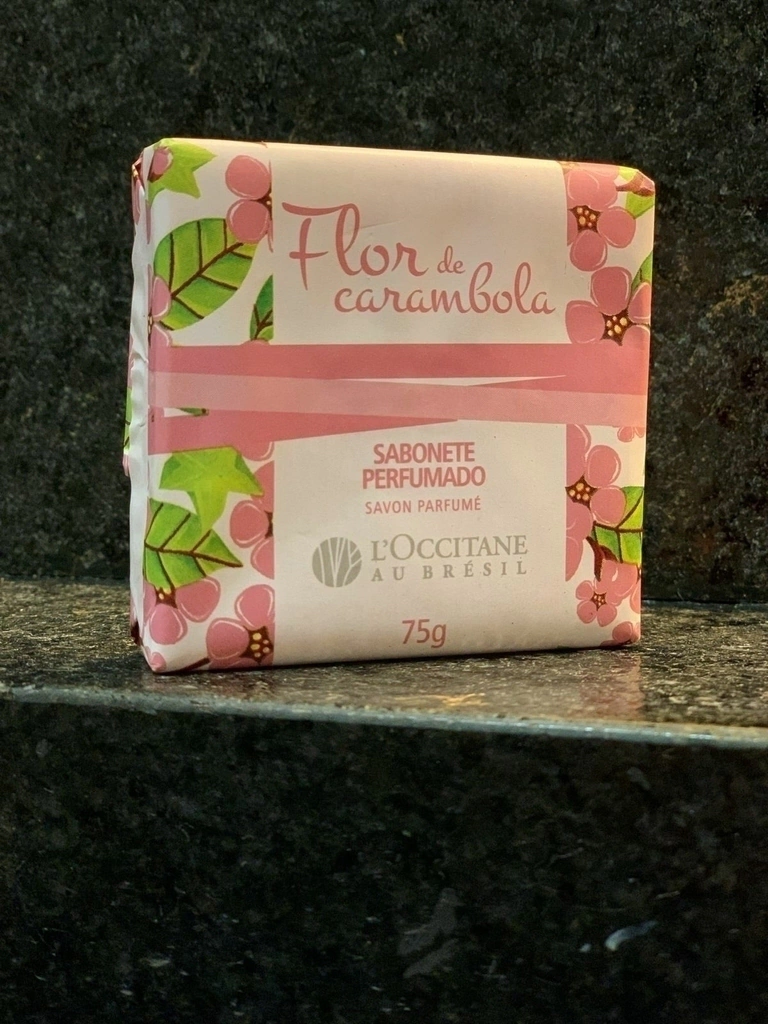 Flor de
carambola
SABONETE
PERFUMADO
SAVON PARFUMÉ
L'OCCITANE
AU BRÉSIL
75g